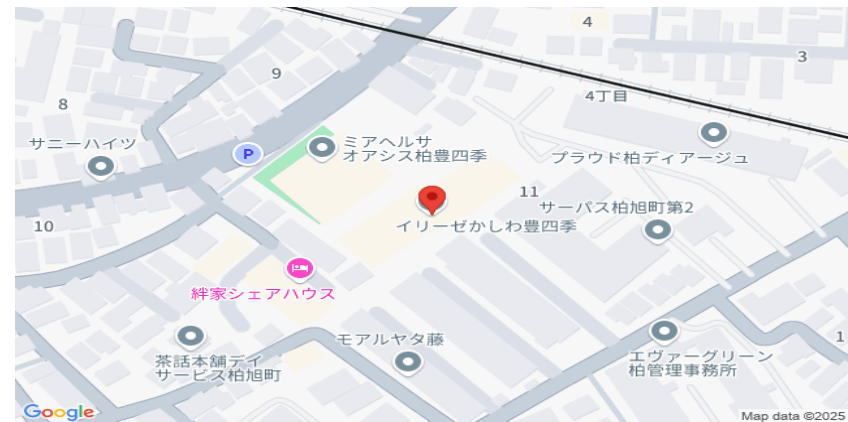 4
3
9
4丁目
8
サニーハイツ
P
ミアヘルサ
オアシス柏豊四季
プラウド柏ディアージュ
11
サーパス柏旭町第2
イリーゼかしわ豊四季
10
絆家シェアハウス
モアルヤタ藤
1
茶話本舗デイ
サービス柏旭町
エヴァーグリーン
柏管理事務所
Google
Map data ©2025